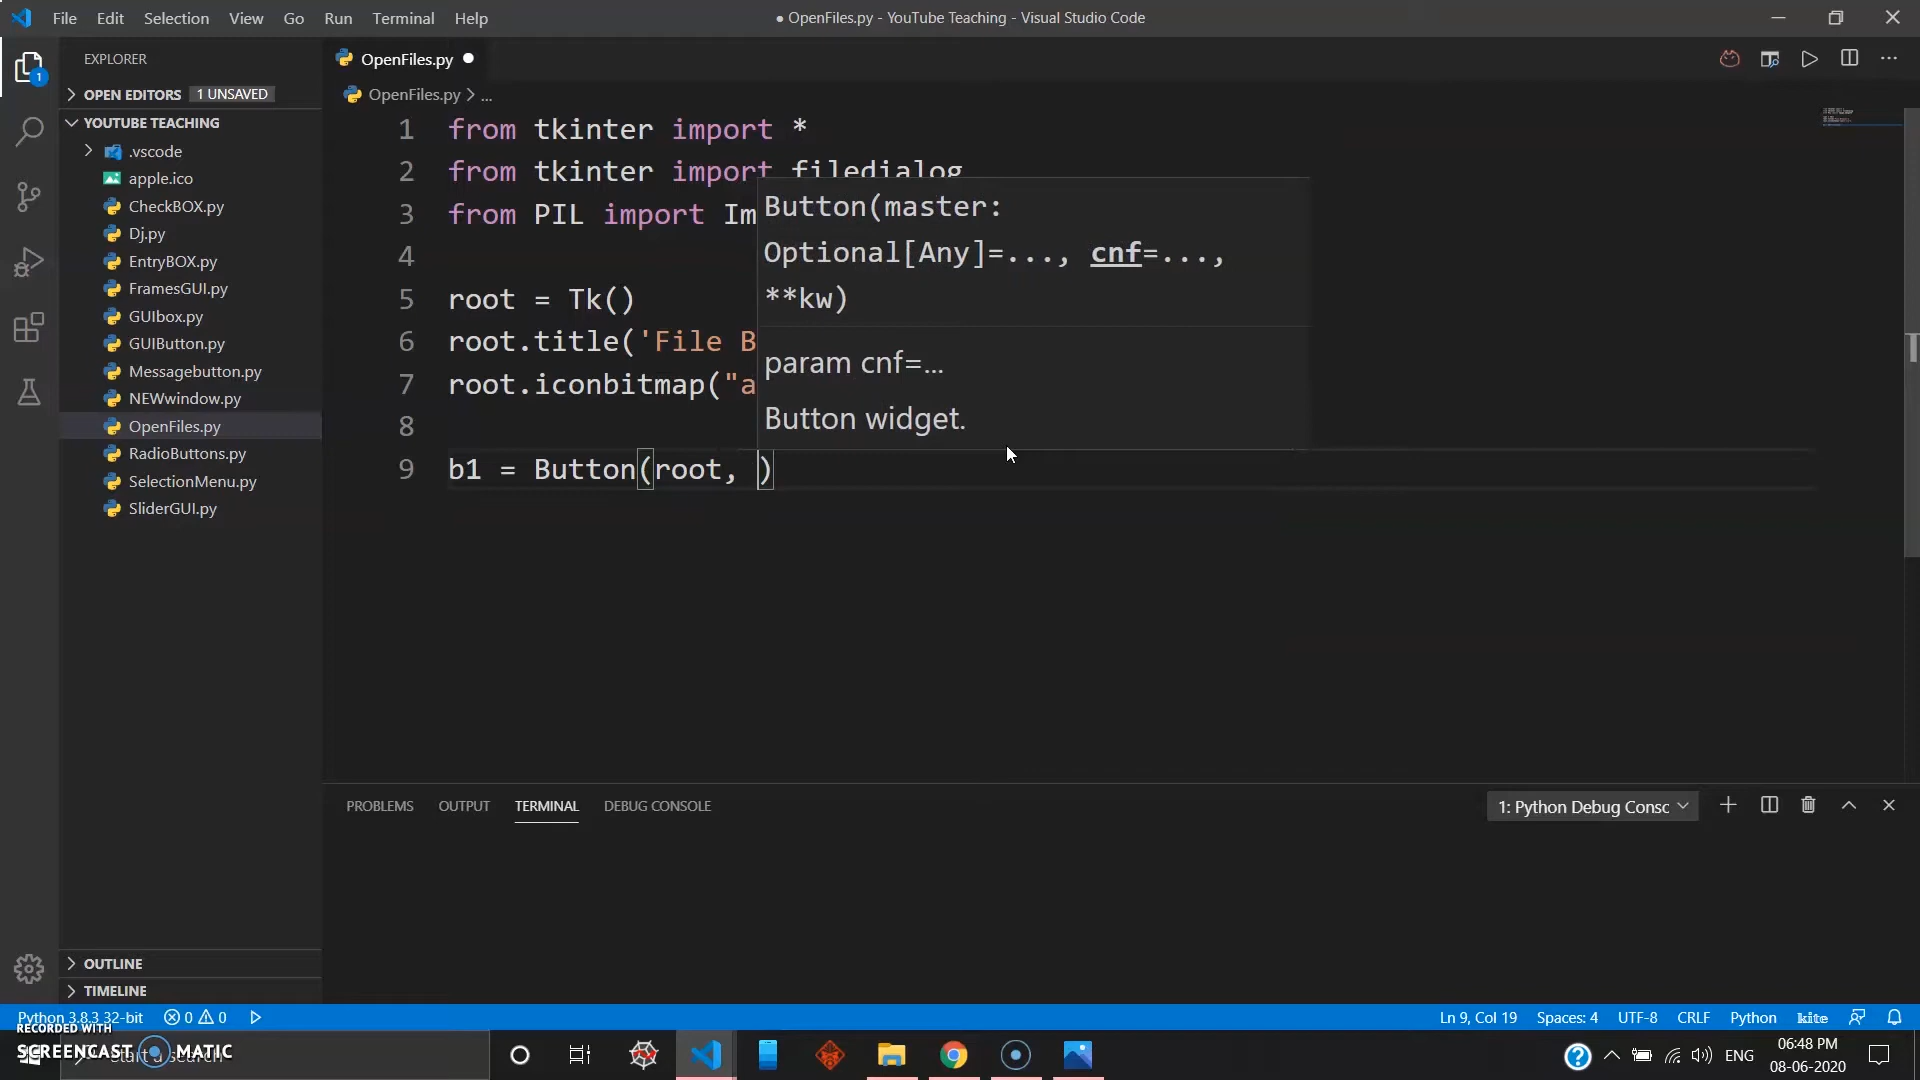 File Edit Selection View Go Run Terminal Help
● OpenFiles.py - YouTube Teaching - Visual Studio Code
EXPLORER
OPEN EDITORS 1 UNSAVED
YOUTUBE TEACHING
.vscode
apple.ico
CheckBOX.py
Dj.py
EntryBOX.py
FramesGUI.py
GUIbox.py
GUIButton.py
Messagebutton.py
NEWwindow.py
OpenFiles.py
RadioButtons.py
SelectionMenu.py
SliderGUI.py
OUTLINE
TIMELINE
1
OpenFiles.py
OpenFiles.py > ...
1 from tkinter import *
2 from tkinter import filedialog
3 from PIL import Im
4
5 root = Tk()
6 root.title('File B
7 root.iconbitmap("a
8
9 b1 = Button(root, )
Button(master:
Optional[Any]=..., cnf=...,
**kw)
param cnf=...
Button widget.
PROBLEMS OUTPUT TERMINAL DEBUG CONSOLE
1: Python Debug Consc
Python 3.8.3 32-bit 0 0
Ln 9, Col 19 Spaces: 4 UTF-8 CRLF Python kite
RECORDED WITH
SCREENCAST MATIC
ENG
06:48 PM
08-06-2020